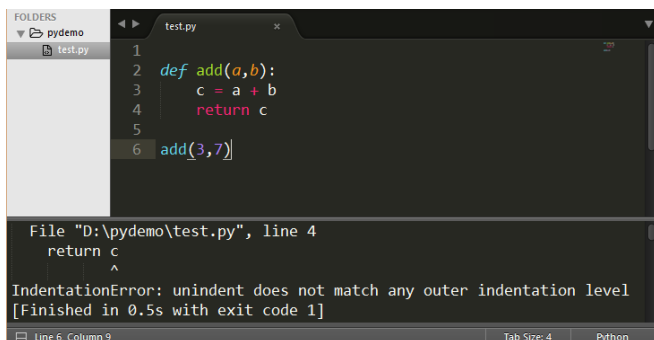 FOLDERS
pydemo
test.py
test.py ×
1
2 def add(a,b):
3 c = a + b
4 return c
5
6 add(3,7)
File "D:\pydemo\test.py", line 4
return c
^
IndentationError: unindent does not match any outer indentation level
[Finished in 0.5s with exit code 1]
Line 6, Column 9 Tab Size: 4 Python